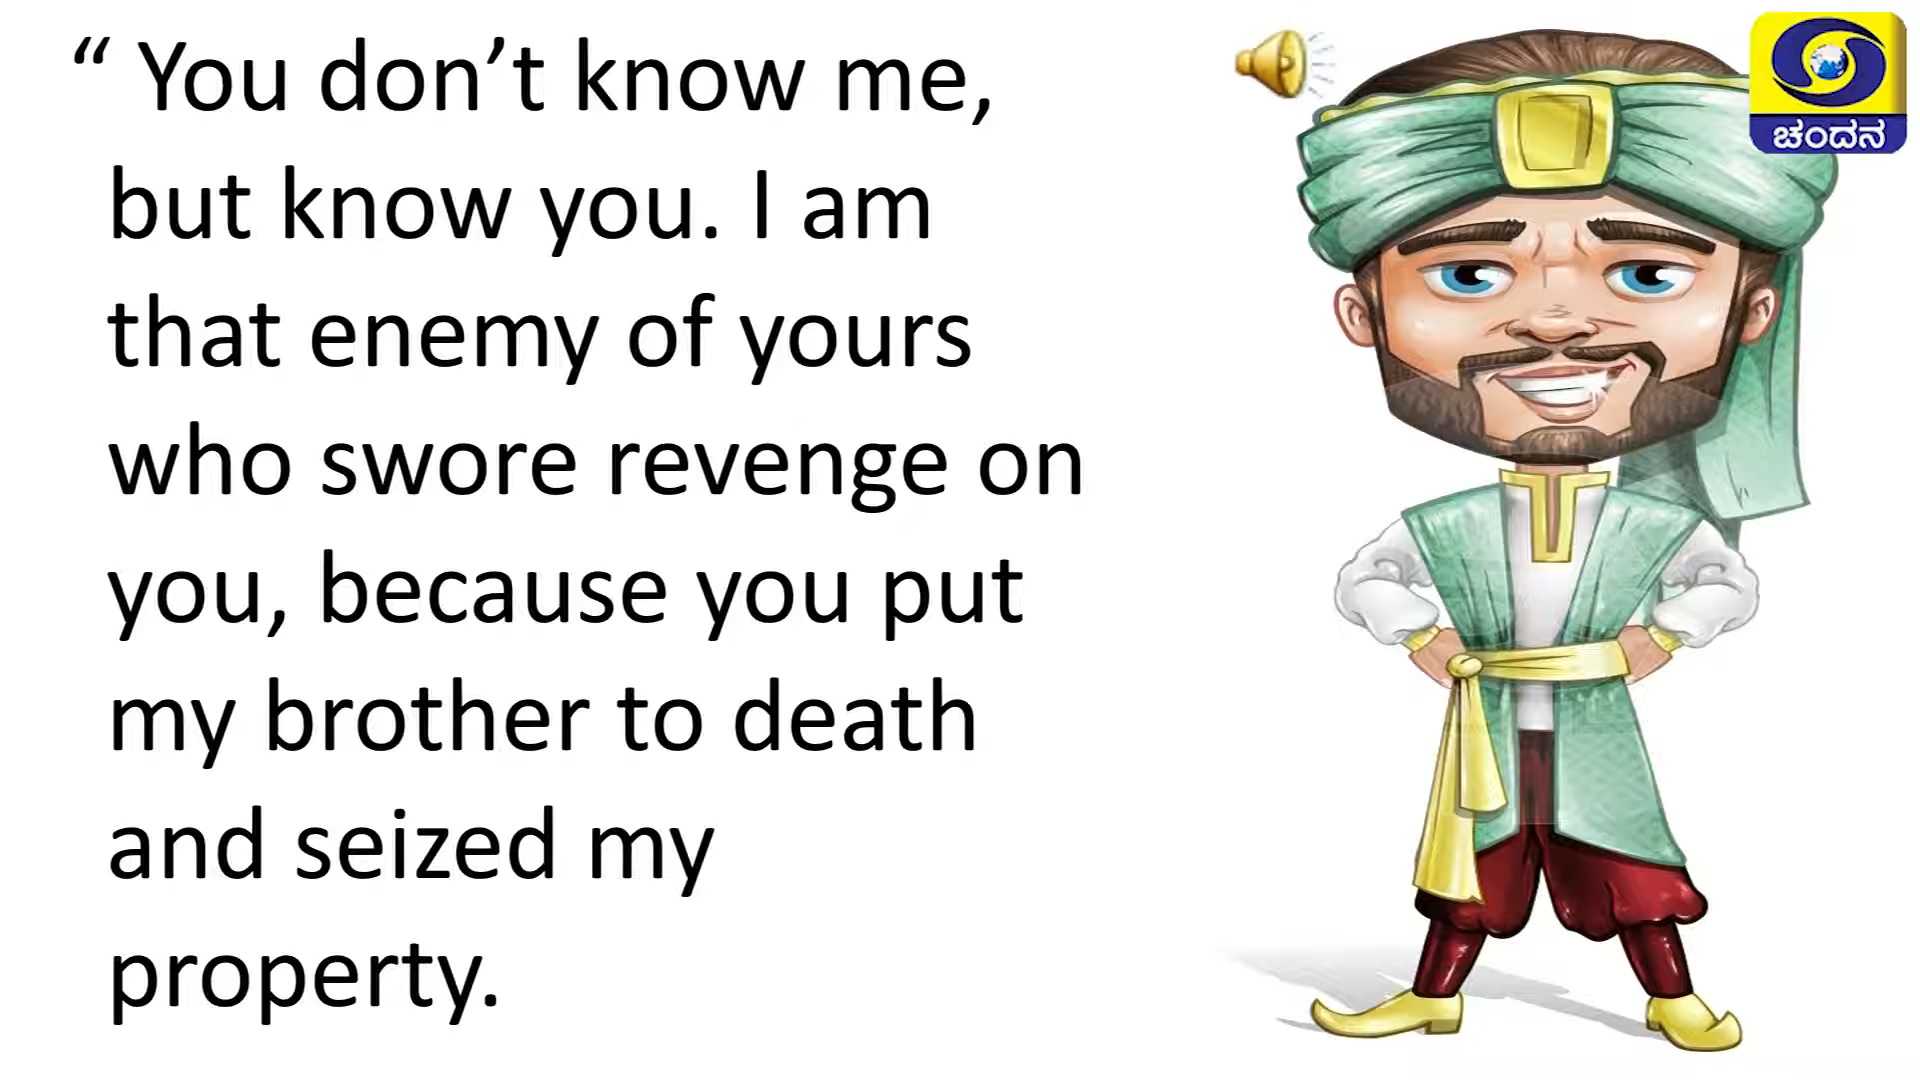 “ You don’t know me,
but know you. I am
that enemy of yours
who swore revenge on
you, because you put
my brother to death
and seized my
property.
ಚಂದನ